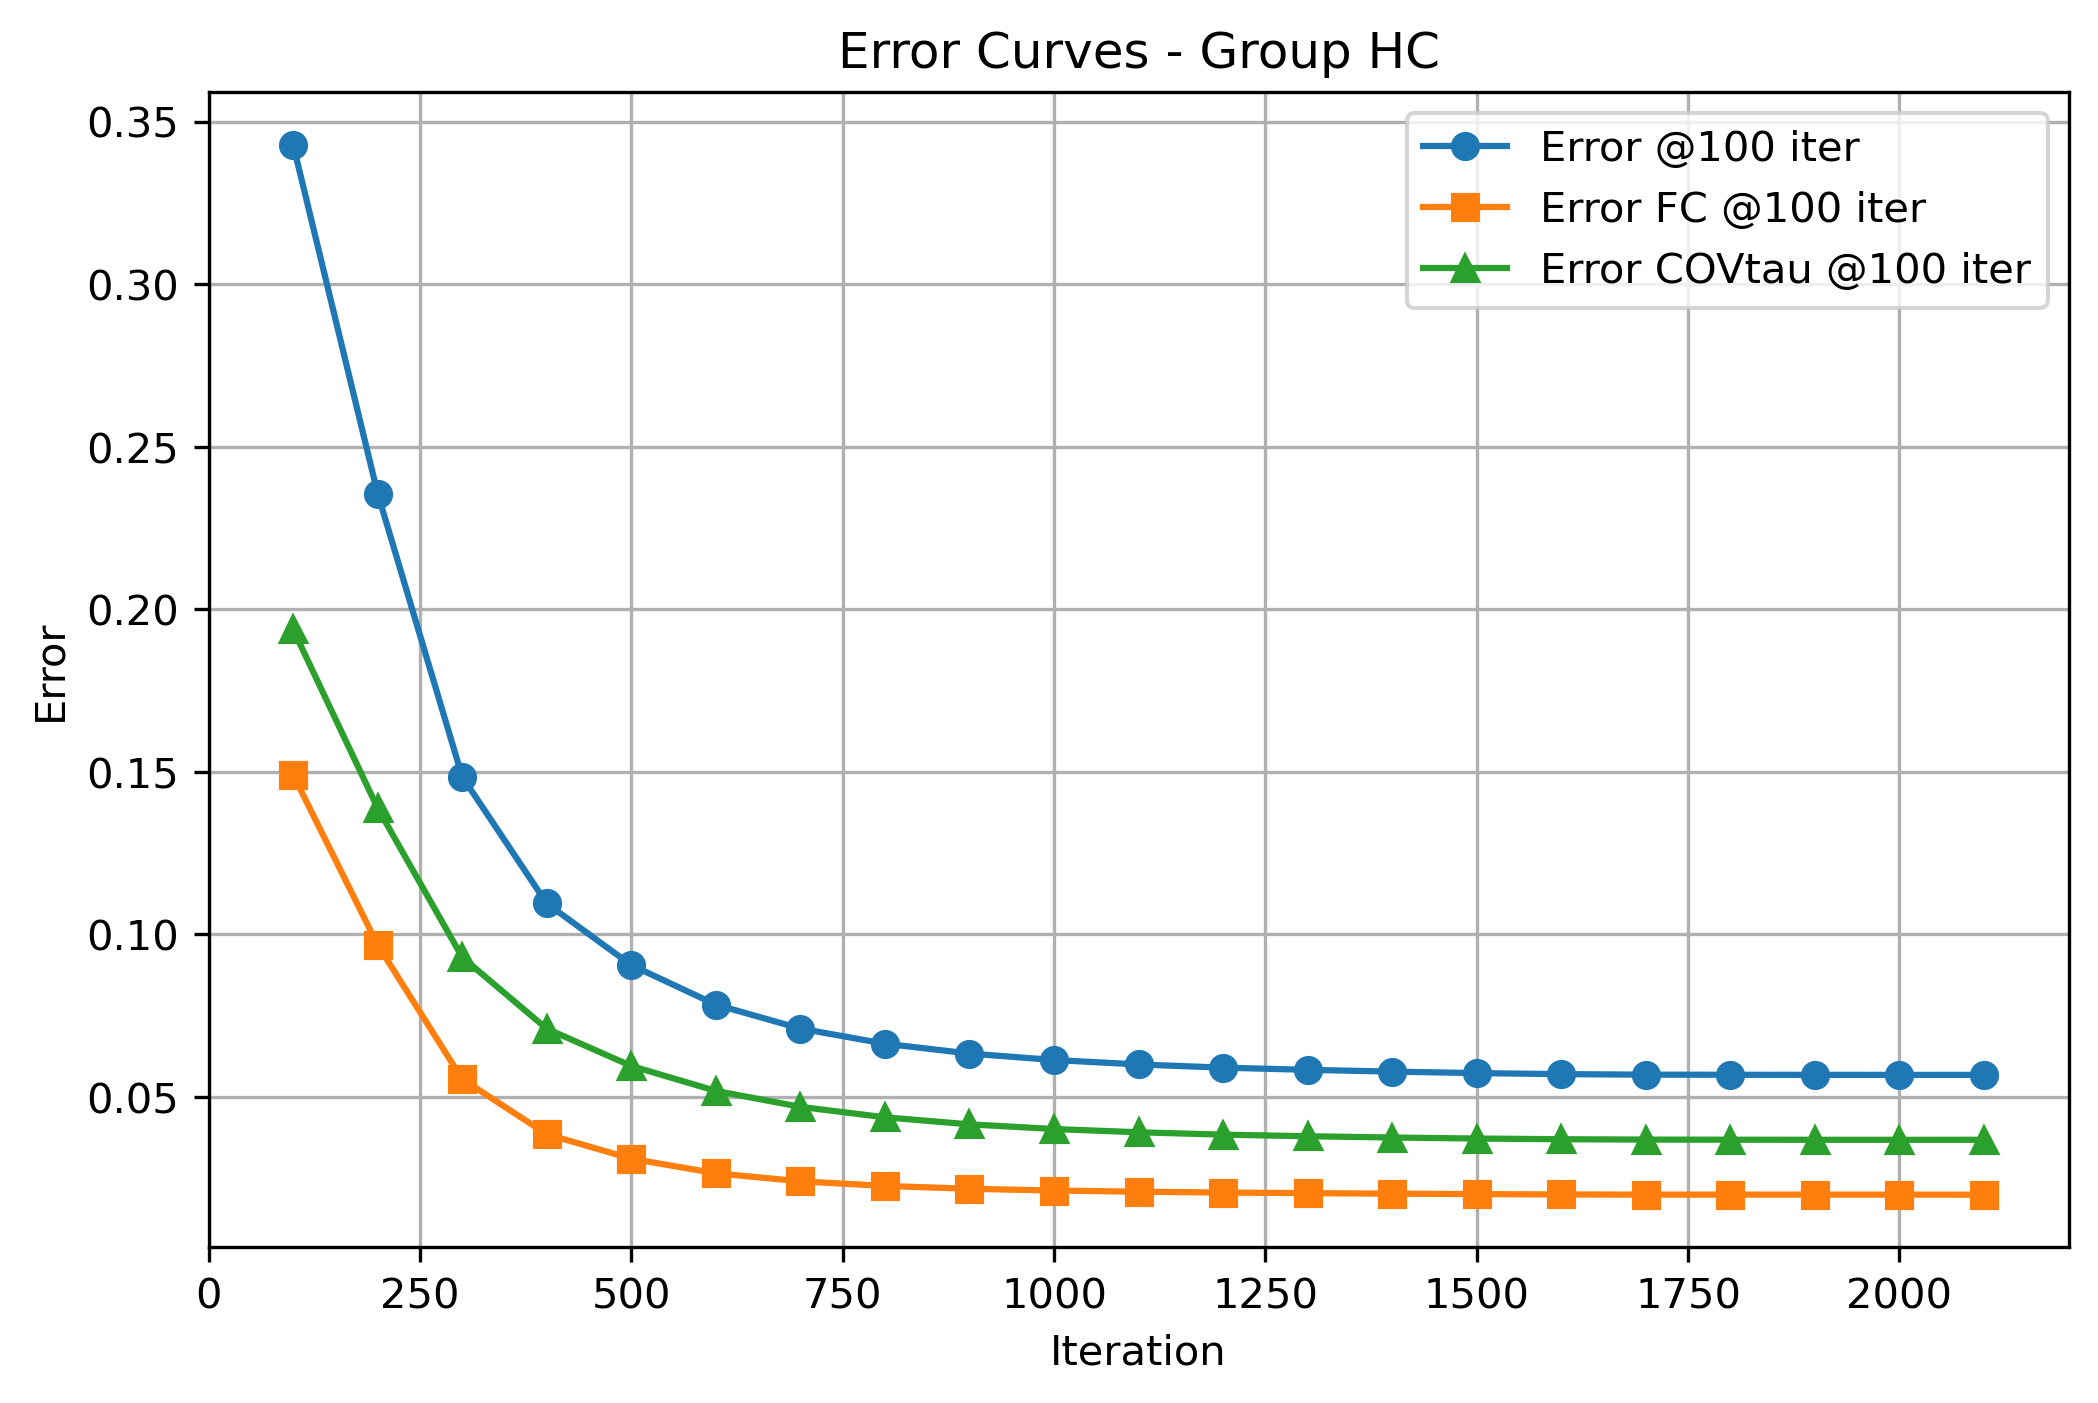 Error Curves - Group HC
Error @100 iter
Error FC @100 iter
Error COVtau @100 iter
Error
0.35
0.30
0.25
0.20
0.15
0.10
0.05
0 250 500 750 1000 1250 1500 1750 2000
Iteration